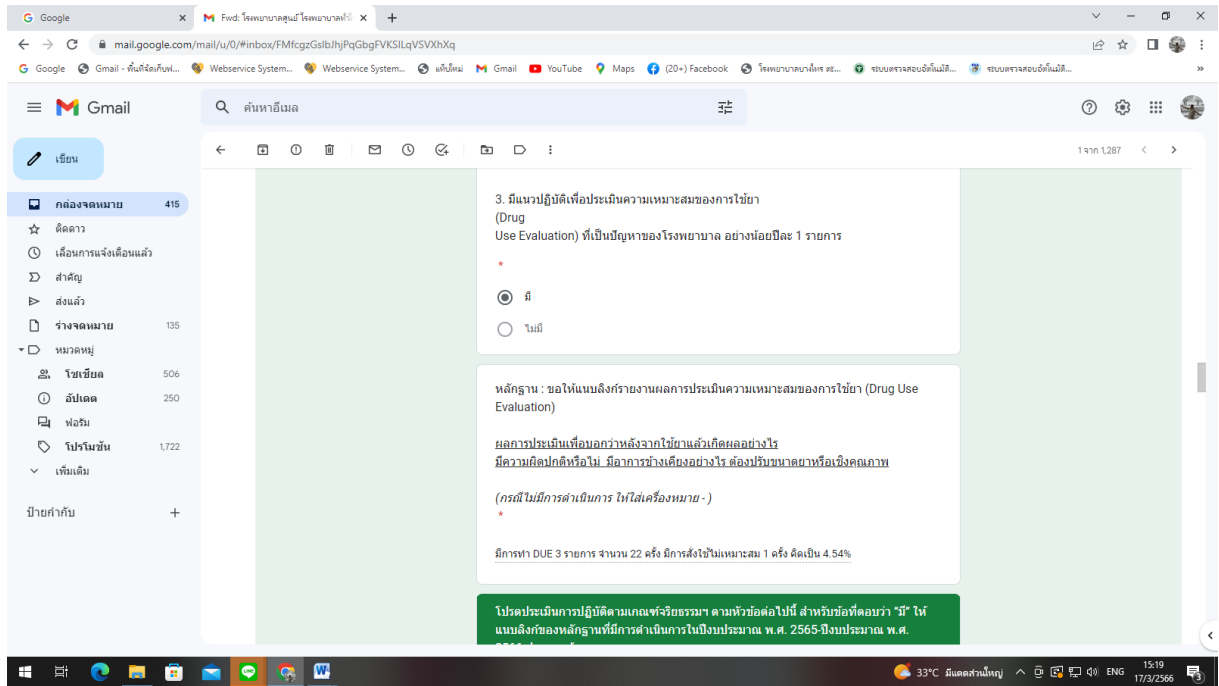 Google
Fwd: โรงพยาบาลศูนย์ โรงพยาบาลทั่วไ
mail.google.com/mail/u/0/#inbox/FMfcgzGslbJhjPqGbgFVKSlLqVSVXhXq
Google
Gmail - พื้นที่จัดเก็บฟ...
Webservice System...
Webservice System...
แท็บใหม่
Gmail
YouTube
Maps
(20+) Facebook
โรงพยาบาลบางไทร ตะ...
ระบบตรวจสอบอัตโนมัติ...
ระบบตรวจสอบอัตโนมัติ...
Gmail
ค้นหาอีเมล
เขียน
1 จาก 1,287
กล่องจดหมาย 415
ติดดาว
เลื่อนการแจ้งเตือนแล้ว
สำคัญ
ส่งแล้ว
ร่างจดหมาย 135
หมวดหมู่
โซเชียล 506
อัปเดต 250
ฟอรัม
โปรโมชัน 1,722
เพิ่มเติม
ป้ายกำกับ
3. มีแนวปฏิบัติเพื่อประเมินความเหมาะสมของการใช้ยา
(Drug
Use Evaluation) ที่เป็นปัญหาของโรงพยาบาล อย่างน้อยปีละ 1 รายการ
*
มี
ไม่มี
หลักฐาน : ขอให้แนบลิงก์รายงานผลการประเมินความเหมาะสมของการใช้ยา (Drug Use
Evaluation)
ผลการประเมินเพื่อบอกว่าหลังจากใช้ยาแล้วเกิดผลอย่างไร
มีความผิดปกติหรือไม่ มีอาการข้างเคียงอย่างไร ต้องปรับขนาดยาหรือเชิงคุณภาพ
(กรณีไม่มีการดำเนินการ ให้ใส่เครื่องหมาย - )
*
มีการทำ DUE 3 รายการ จำนวน 22 ครั้ง มีการสั่งใช้ไม่เหมาะสม 1 ครั้ง คิดเป็น 4.54%
โปรดประเมินการปฏิบัติตามเกณฑ์จริยธรรมฯ ตามหัวข้อต่อไปนี้ สำหรับข้อที่ตอบว่า "มี" ให้
แนบลิงก์ของหลักฐานที่มีการดำเนินการในปีงบประมาณ พ.ศ. 2565-ปีงบประมาณ พ.ศ.
33°C มีแดดส่วนใหญ่
ENG
15:19
17/3/2566